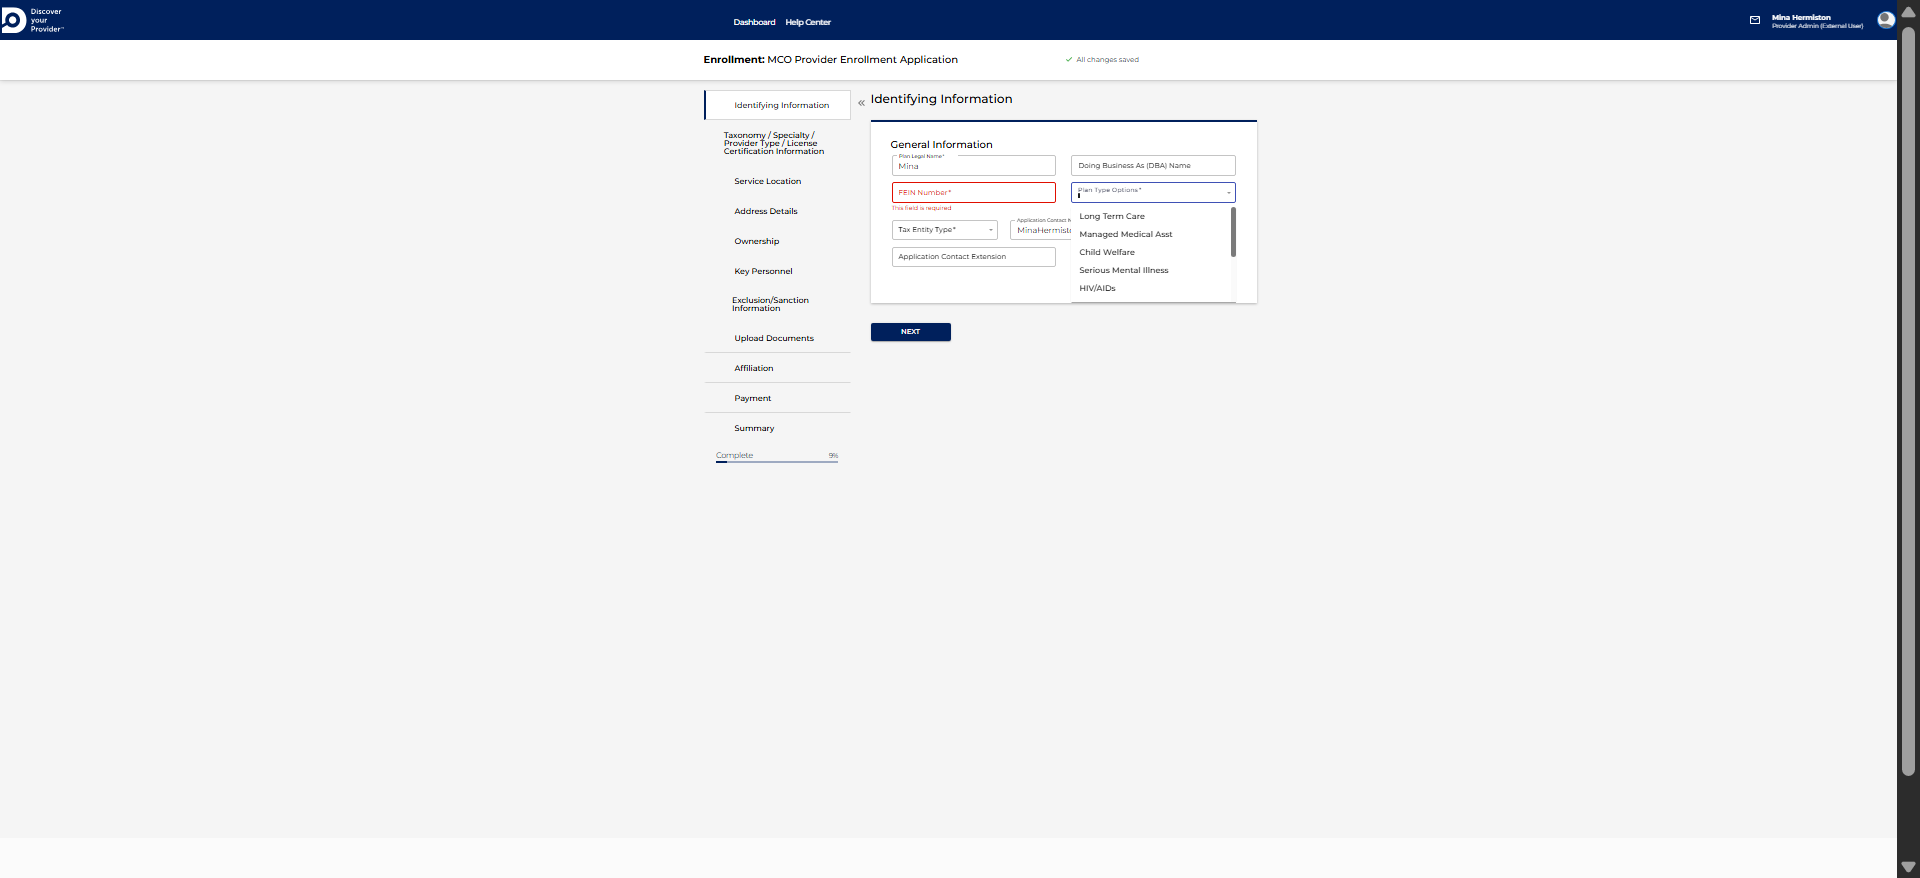 Discover
your
Provider™
Dashboard
Help Center
Mina Hermiston
Provider Admin (External User)
Enrollment: MCO Provider Enrollment Application
All changes saved
Identifying Information
Taxonomy / Specialty /
Provider Type / License
Certification Information
Service Location
Address Details
Ownership
Key Personnel
Exclusion/Sanction
Information
Upload Documents
Affiliation
Payment
Summary
Complete
9%
«
Identifying Information
General Information
Plan Legal Name*
Mina
Doing Business As (DBA) Name
FEIN Number*
This field is required
Plan Type Options*
Tax Entity Type*
Application Contact
Application Contact Extension
Long Term Care
Managed Medical Asst
Child Welfare
Serious Mental Illness
HIV/AIDs
NEXT